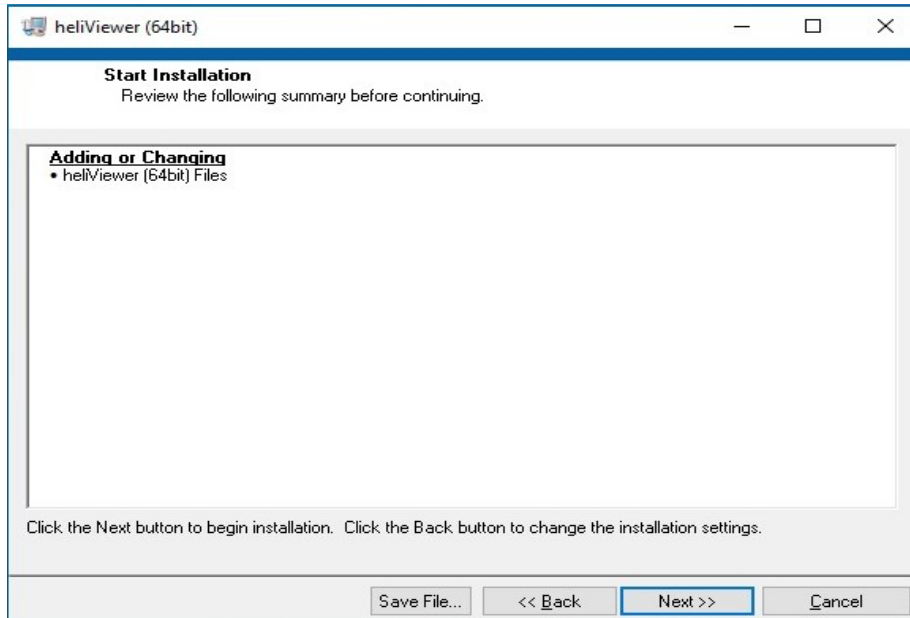 heliViewer (64bit)
Start Installation
Review the following summary before continuing.
Adding or Changing
• heliViewer (64bit) Files
Click the Next button to begin installation.  Click the Back button to change the installation settings.
Save File... << Back Next >> Cancel